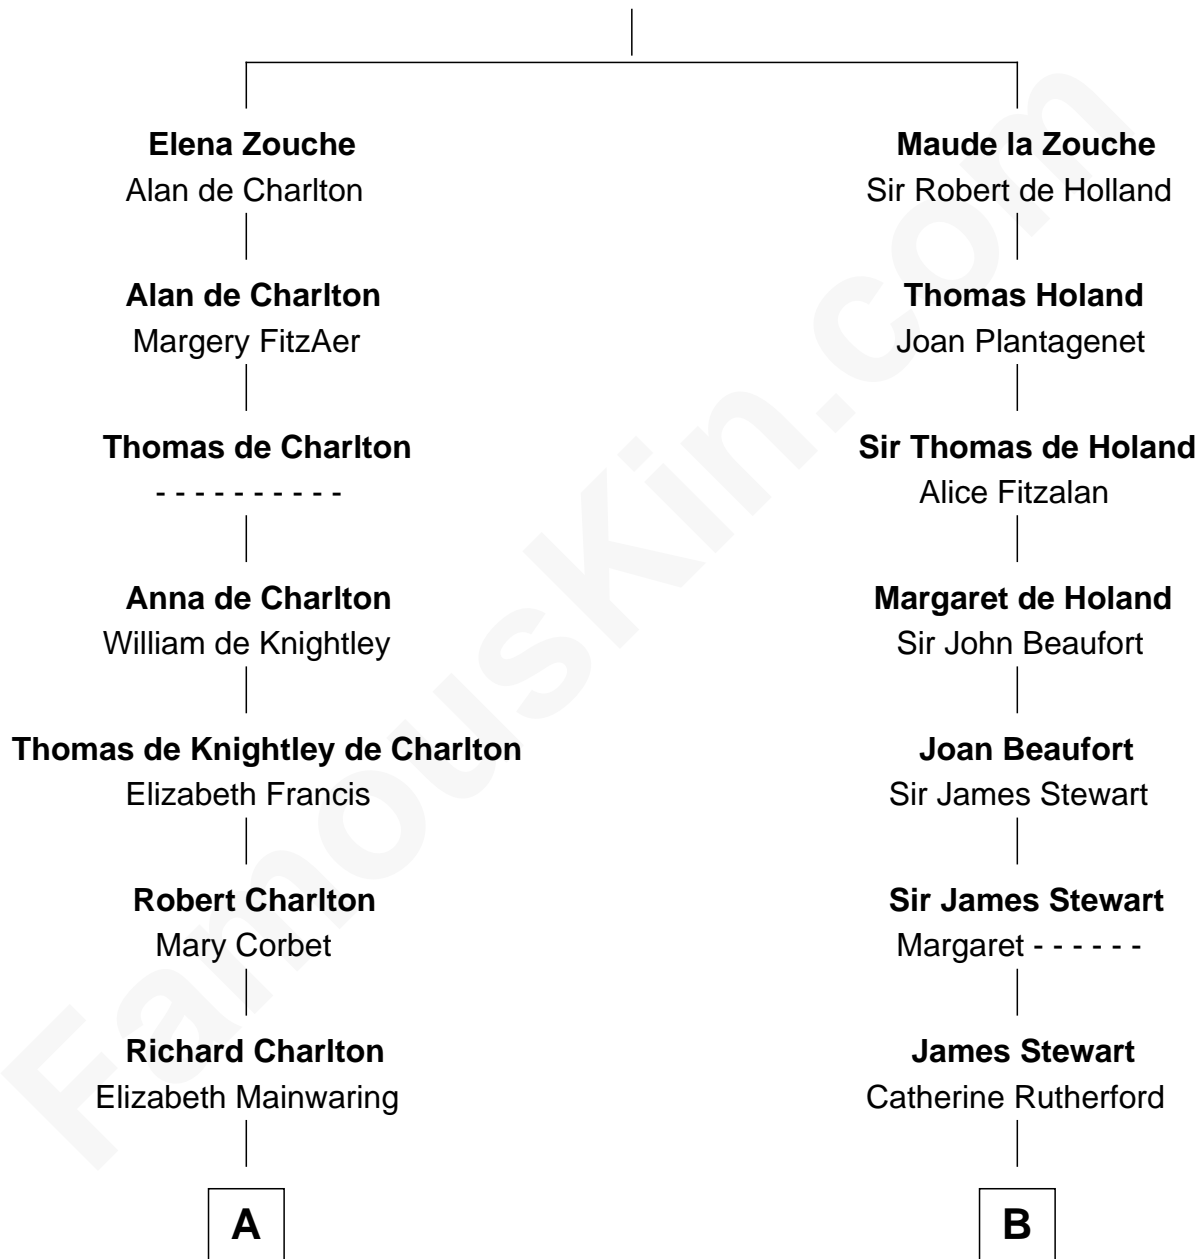 Elena Zouche
Alan de Charlton
Alan de Charlton
Margery FitzAer
Thomas de Charlton
- - - - - - - - - -
Anna de Charlton
William de Knightley
Thomas de Knightley de Charlton
Elizabeth Francis
Robert Charlton
Mary Corbet
Richard Charlton
Elizabeth Mainwaring
A
Maude la Zouche
Sir Robert de Holland
Thomas Holand
Joan Plantagenet
Sir Thomas de Holand
Alice Fitzalan
Margaret de Holand
Sir John Beaufort
Joan Beaufort
Sir James Stewart
Sir James Stewart
Margaret - - - - - -
James Stewart
Catherine Rutherford
B
FamousKin.com